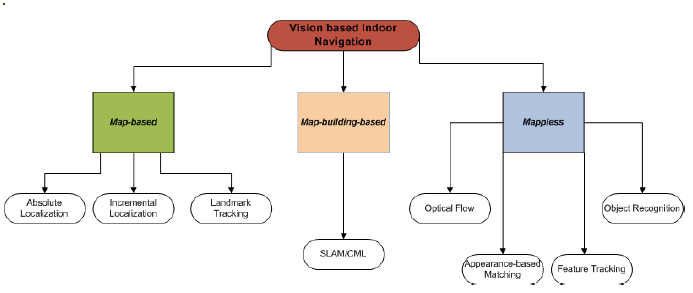 Vision based Indoor
Navigation
Map-based
Map-building-based
Mappless
Absolute
Localization
Incremental
Localization
Landmark
Tracking
Optical Flow
Object Recognition
SLAM/CML
Appearance-based
Matching
Feature Tracking